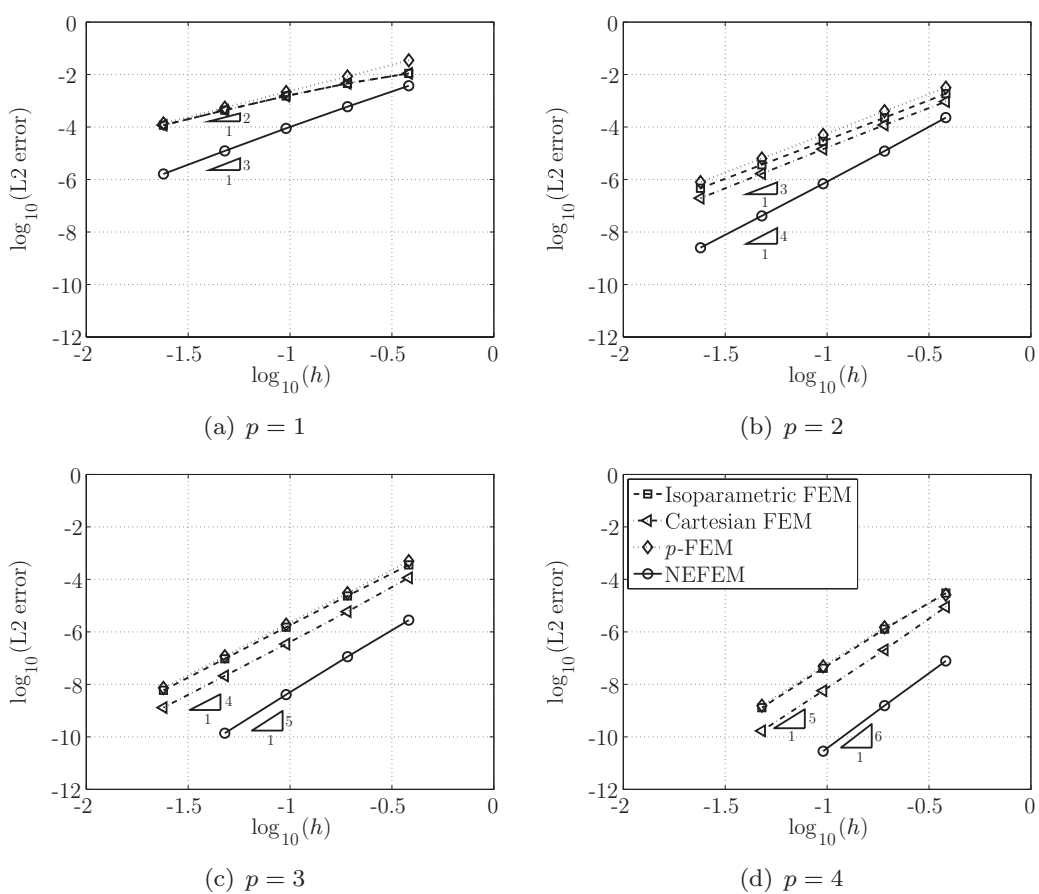 0
-2
-4
-6
-8
-10
-12
log10(L2 error)
2
1
3
1
-2 -1.5 -1 -0.5 0
log10(h)
(a) p = 1
0
-2
-4
-6
-8
-10
-12
log10(L2 error)
3
1
4
1
-2 -1.5 -1 -0.5 0
log10(h)
(b) p = 2
0
-2
-4
-6
-8
-10
-12
log10(L2 error)
4
1
5
1
-2 -1.5 -1 -0.5 0
log10(h)
(c) p = 3
0
-2
-4
-6
-8
-10
-12
log10(L2 error)
Isoparametric FEM
Cartesian FEM
p-FEM
NEFEM
5
1
6
1
-2 -1.5 -1 -0.5 0
log10(h)
(d) p = 4